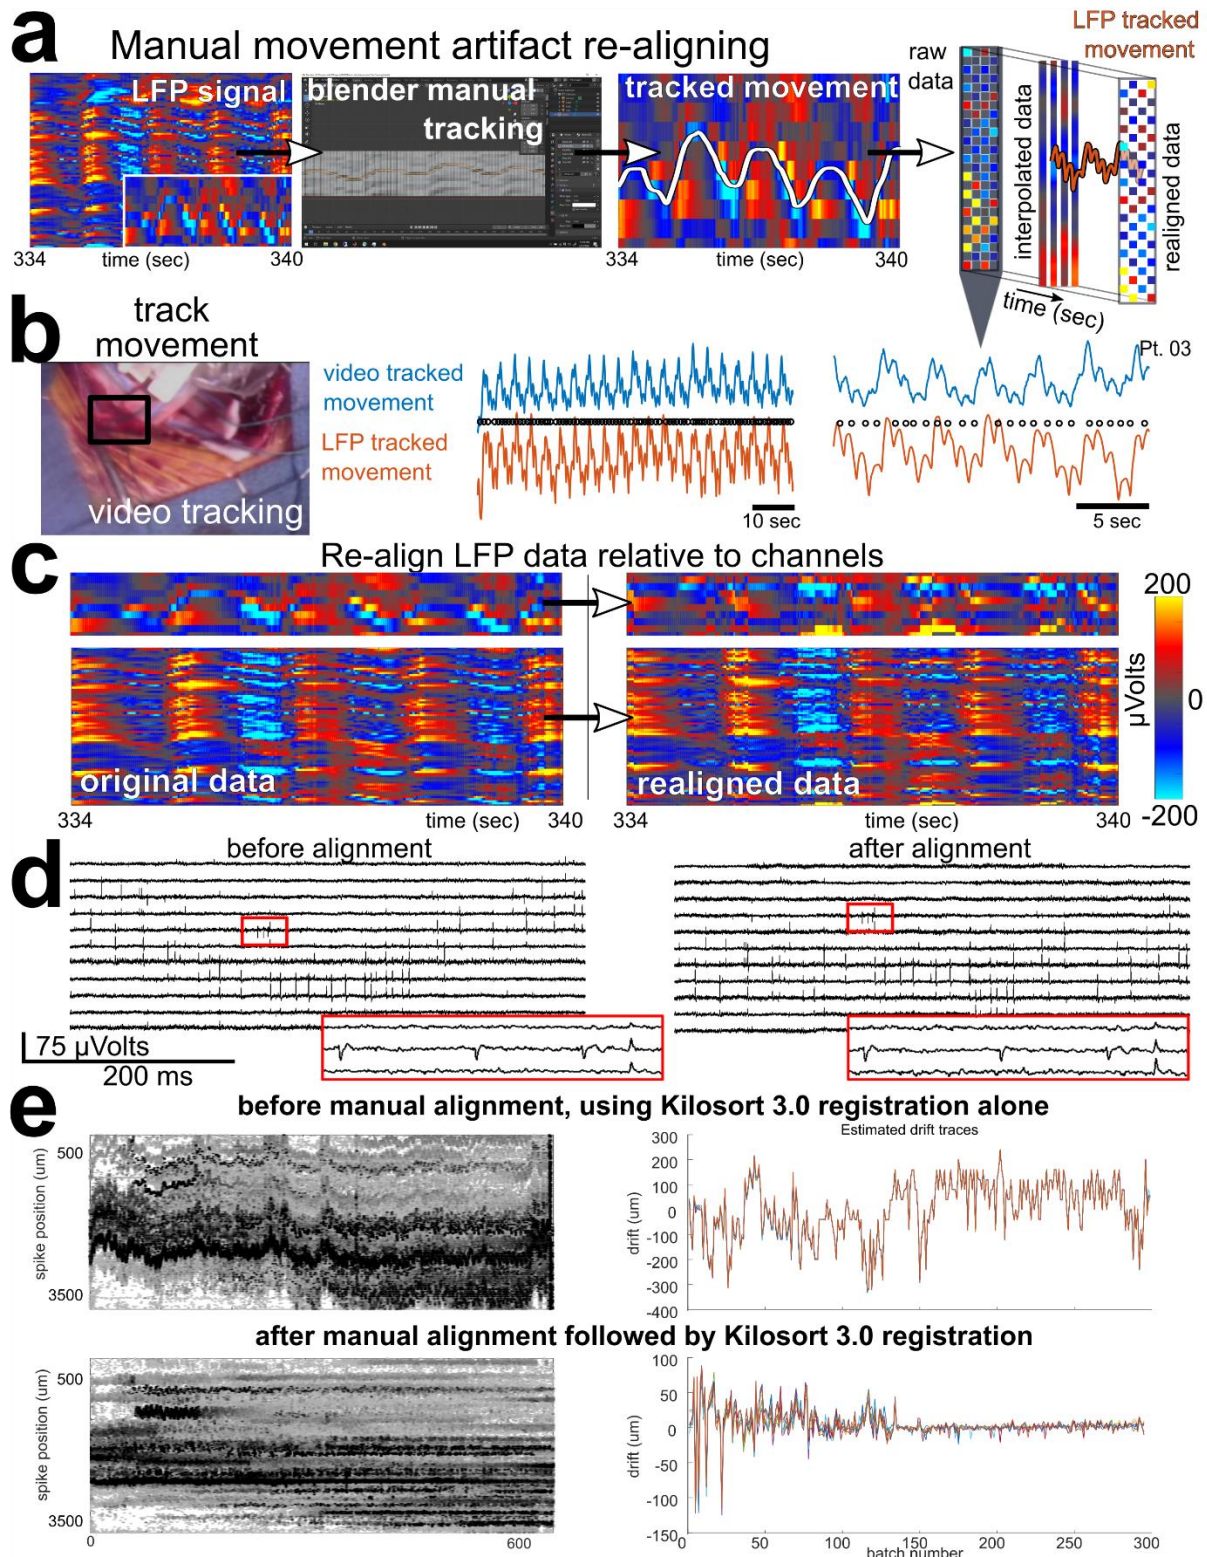 a
Manual movement artifact re-aligning
LFP signal
blender manual
tracking
tracked movement
raw
data
LFP tracked
movement
interpolated data
realigned data
334
time (sec)
340
334
time (sec)
340
time (sec)
b
track
movement
video tracking
video tracked
movement
LFP tracked
movement
Pt. 03
10 sec
5 sec
c
Re-align LFP data relative to channels
original data
realigned data
200
0
-200
µVolts
334
time (sec)
340
334
time (sec)
340
d
before alignment
after alignment
75 µVolts
200 ms
e
before manual alignment, using Kilosort 3.0 registration alone
Estimated drift traces
spike position (um)
500
3500
drift (um)
300
200
100
0
-100
-200
-300
-400
0
50
100
150
200
250
300
after manual alignment followed by Kilosort 3.0 registration
spike position (um)
500
3500
0
600
drift (um)
100
50
0
-50
-100
-150
0
50
100
150
200
250
300
batch number